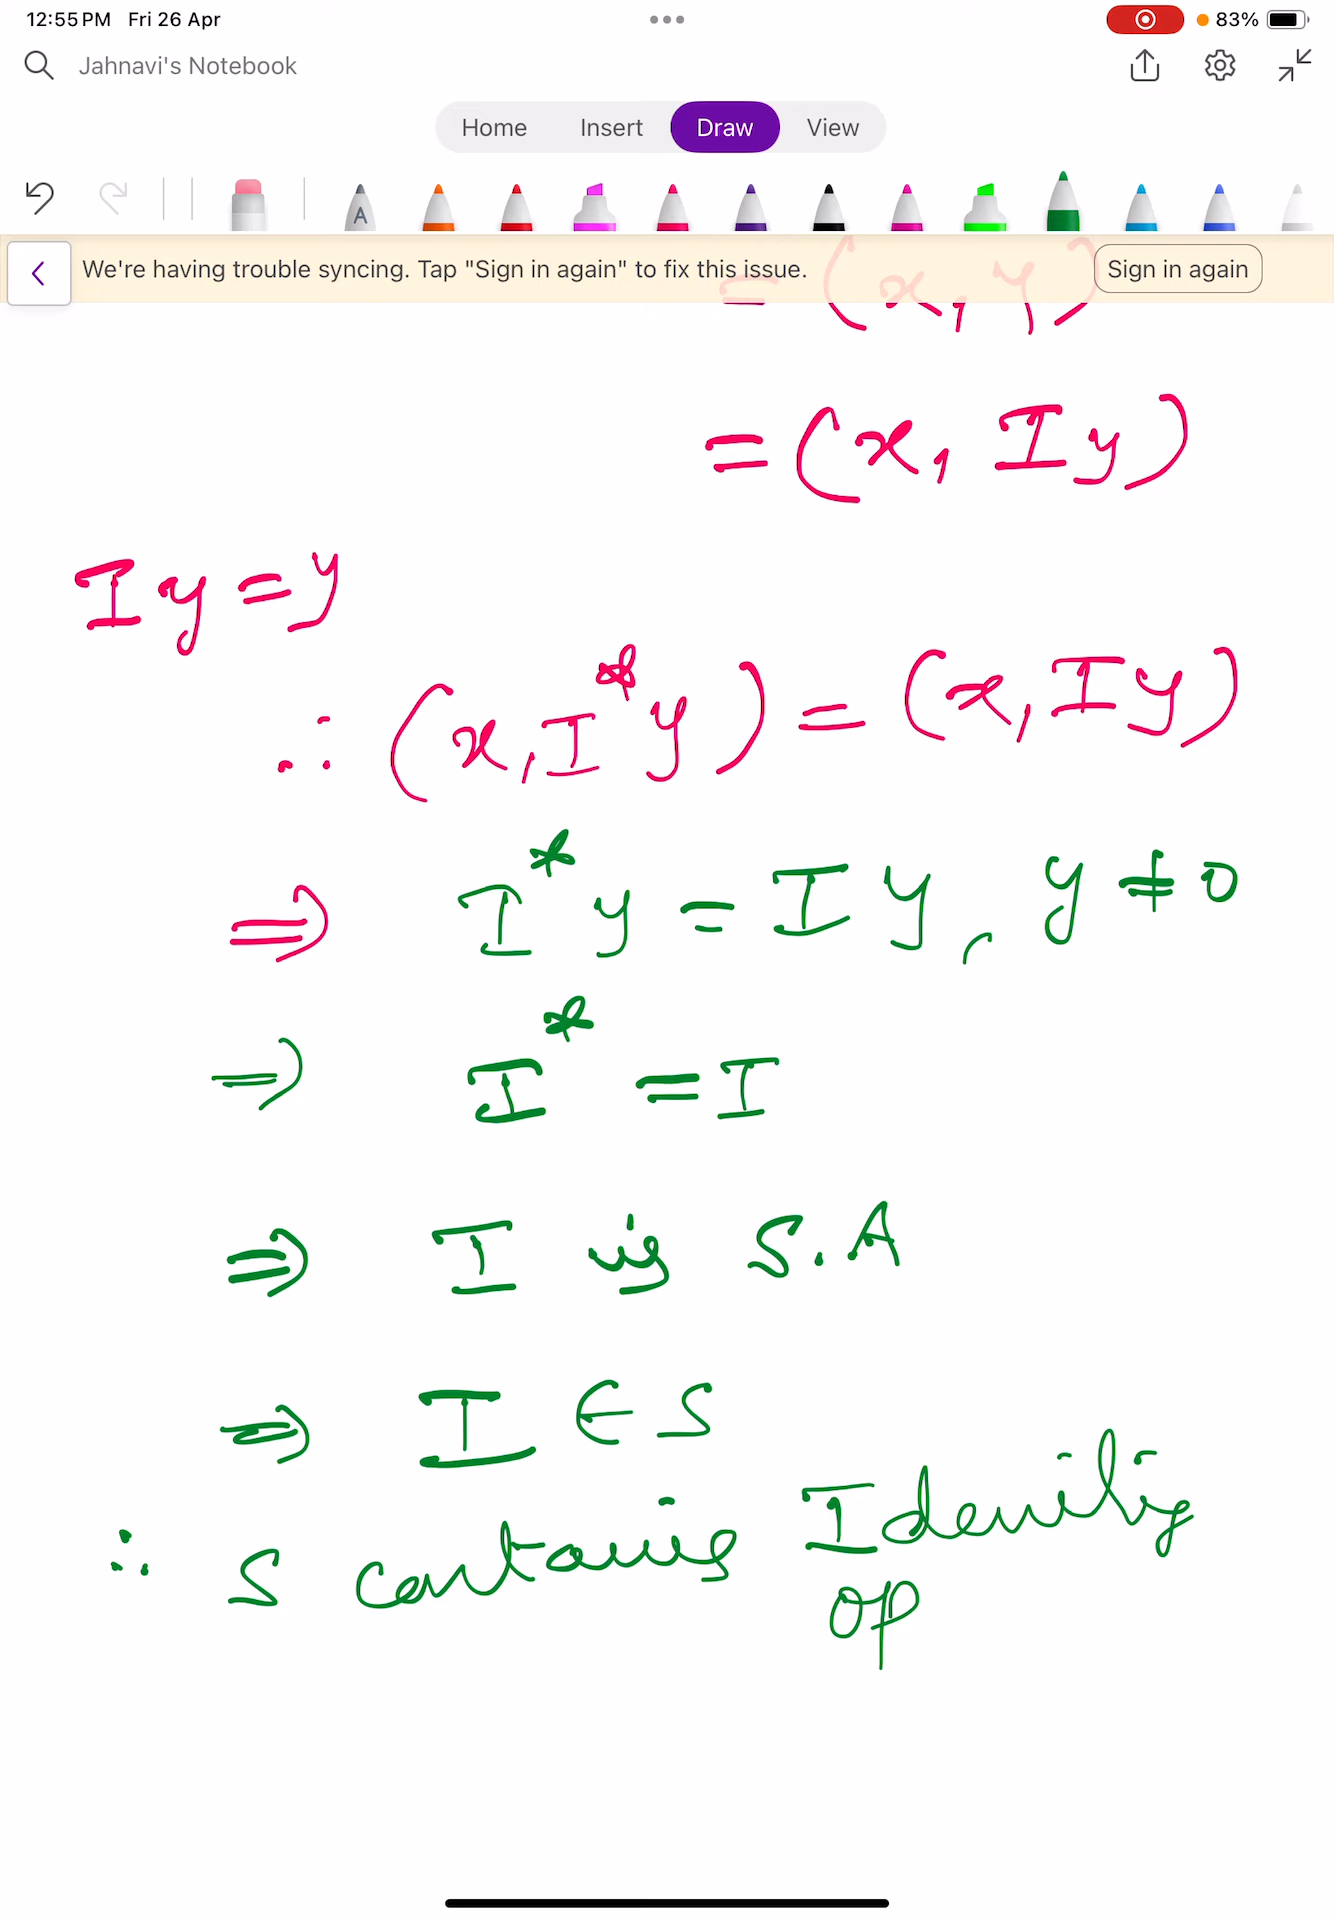 12:55 PM Fri 26 Apr 83%
Jahnavi's Notebook
Home Insert Draw View
A
We're having trouble syncing. Tap "Sign in again" to fix this issue. Sign in again
= (x, y)
= (x, Iy)
Iy = y
∴ (x, I*y) = (x, Iy)
⇒ I*y = Iy, y ≠ 0
⇒ I* = I
⇒ I is S.A
⇒ I ∈ S
∴ S contains Identity
op